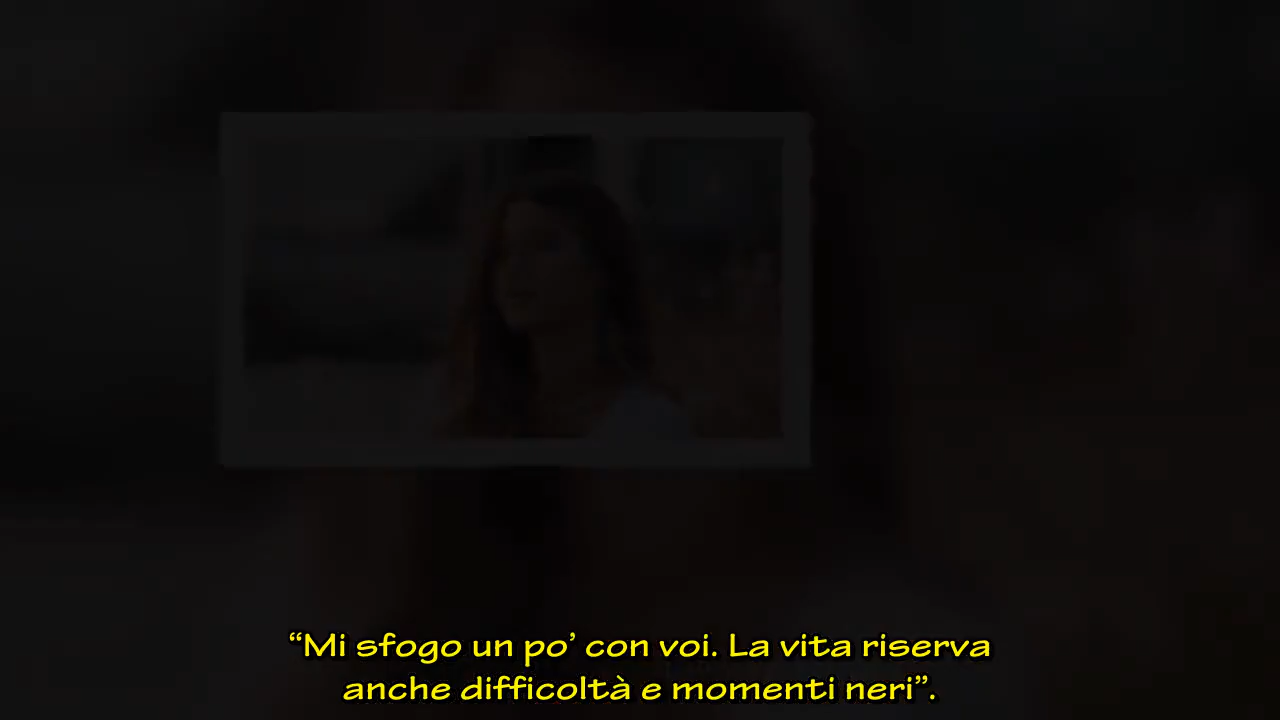 “Mi sfogo un po’ con voi. La vita riserva
anche difficoltà e momenti neri”.